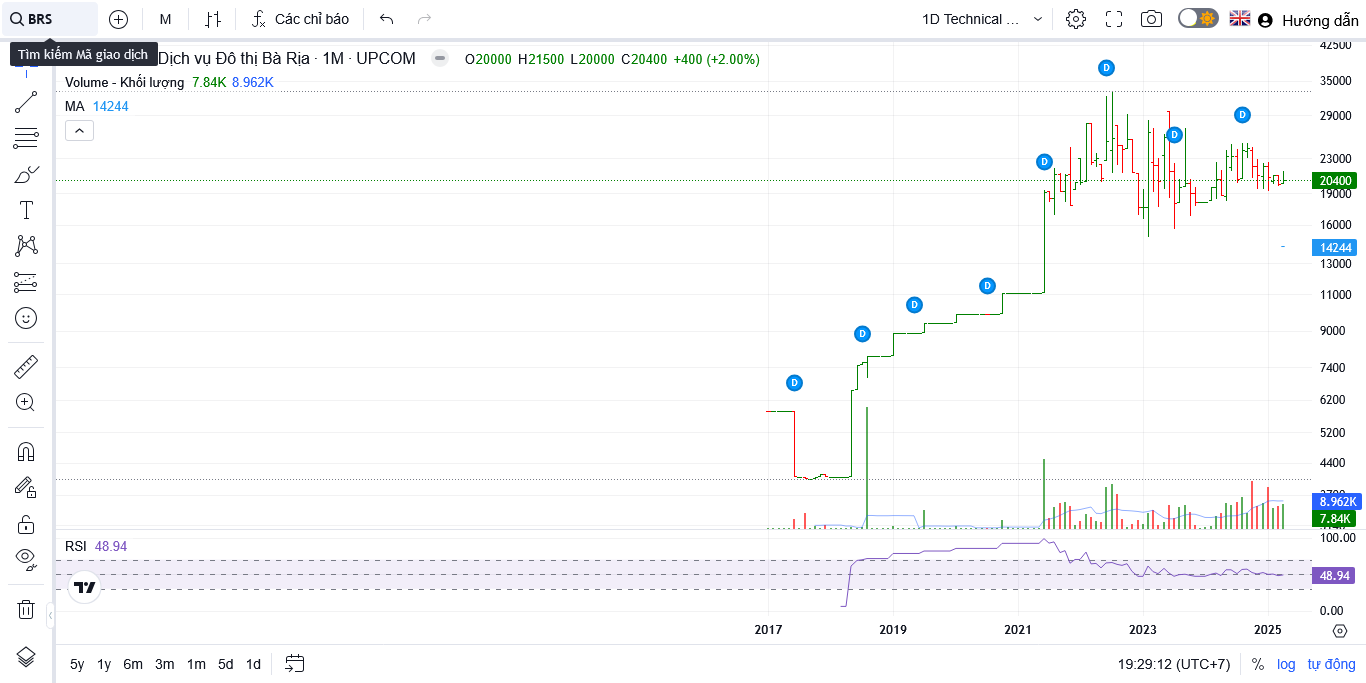 BRS
M
Các chỉ báo
1D Technical ...
Hướng dẫn
Tìm kiếm Mã giao dịch
Dịch vụ Đô thị Bà Rịa · 1M · UPCOM
O20000 H21500 L20000 C20400 +400 (+2.00%)
Volume - Khối lượng 7.84K 8.962K
MA 14244
42500
35000
29000
23000
20400
19000
16000
14244
13000
11000
9000
7400
6200
5200
4400
8.962K
7.84K
D
D
D
D
D
D
D
D
D
RSI 48.94
100.00
48.94
0.00
2017 2019 2021 2023 2025
5y 1y 6m 3m 1m 5d 1d
19:29:12 (UTC+7) % log tự động